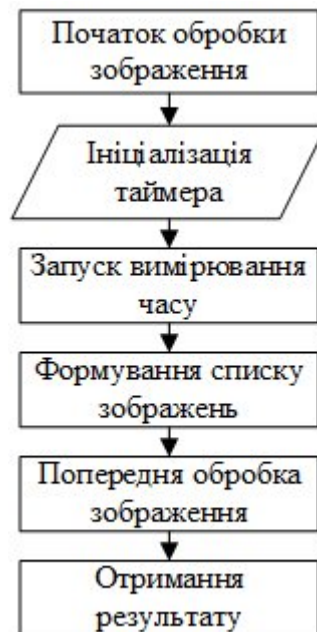 Початок обробки
зображення
Ініціалізація
таймера
Запуск вимірювання
часу
Формування списку
зображень
Попередня обробка
зображення
Отримання
результату